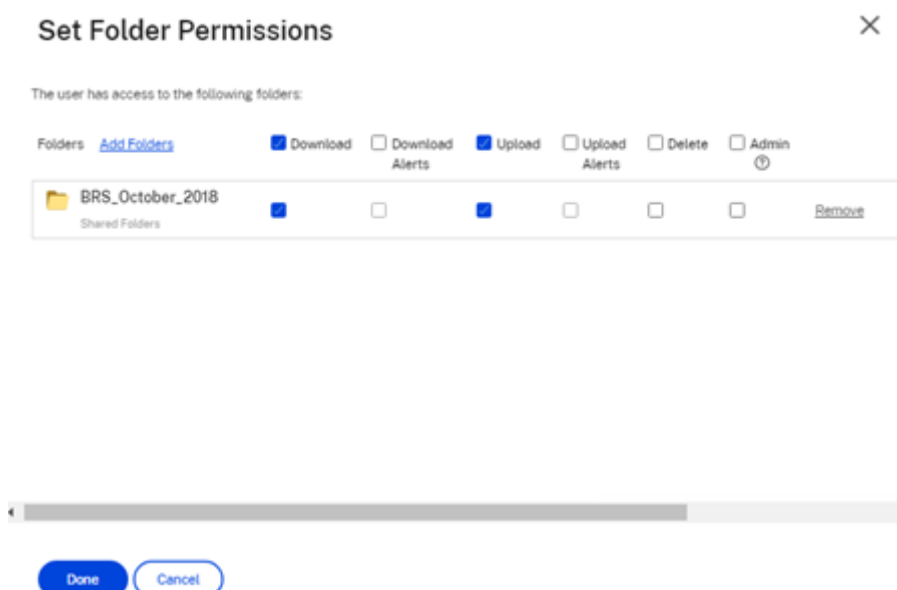 Set Folder Permissions
The user has access to the following folders:
Folders Add Folders Download Download Alerts Upload Upload Alerts Delete Admin
BRS_October_2018
Shared Folders
Remove
Done Cancel